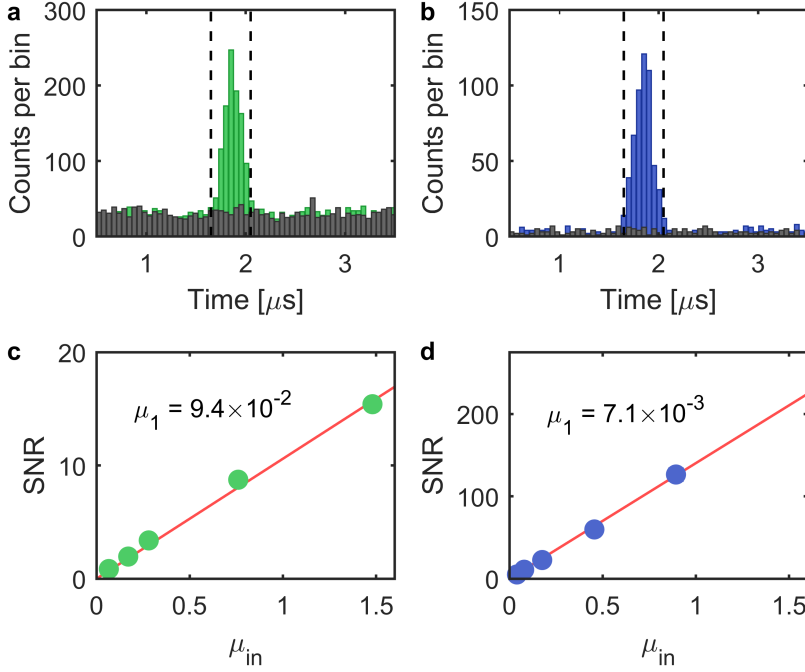 a
Counts per bin
300
200
100
0
1
2
3
Time [μs]
b
Counts per bin
150
100
50
0
1
2
3
Time [μs]
c
SNR
20
10
0
μ₁ = 9.4×10⁻²
0
0.5
1
1.5
μᵢₙ
d
SNR
200
100
0
μ₁ = 7.1×10⁻³
0
0.5
1
1.5
μᵢₙ